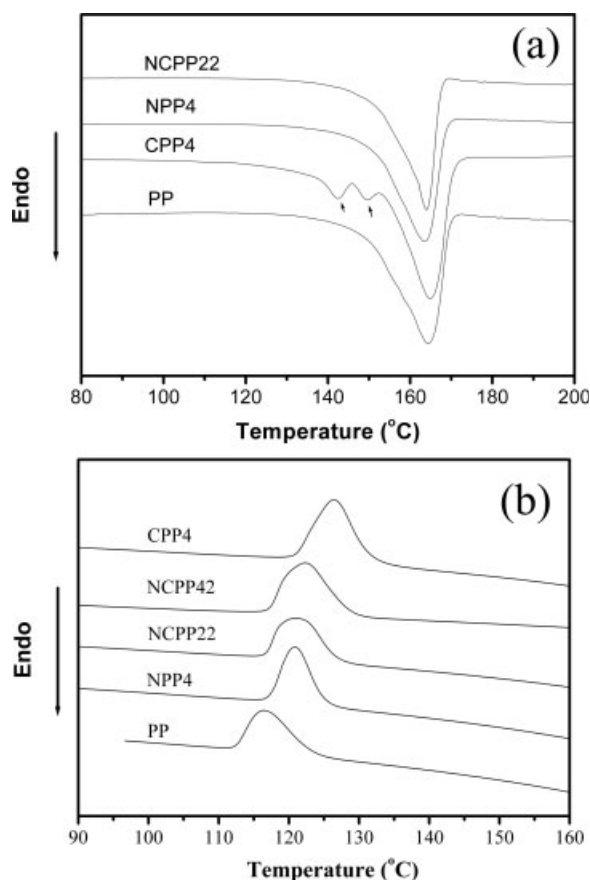 (a)
NCPP22
NPP4
CPP4
PP
Endo
80 100 120 140 160 180 200
Temperature (°C)
(b)
CPP4
NCPP42
NCPP22
NPP4
PP
Endo
90 100 110 120 130 140 150 160
Temperature (°C)